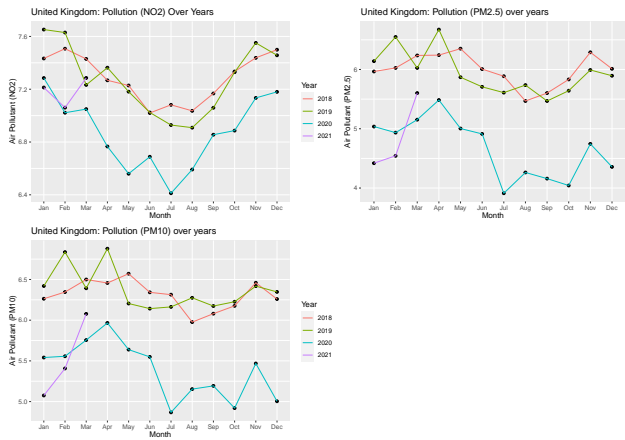 United Kingdom: Pollution (NO2) Over Years
Air Pollutant (NO2)
7.6
7.2
6.8
6.4
Jan Feb Mar Apr May Jun Jul Aug Sep Oct Nov Dec
Month
Year
2018
2019
2020
2021
United Kingdom: Pollution (PM2.5) over years
Air Pollutant (PM2.5)
6
5
4
Jan Feb Mar Apr May Jun Jul Aug Sep Oct Nov Dec
Month
Year
2018
2019
2020
2021
United Kingdom: Pollution (PM10) over years
Air Pollutant (PM10)
6.5
6.0
5.5
5.0
Jan Feb Mar Apr May Jun Jul Aug Sep Oct Nov Dec
Month
Year
2018
2019
2020
2021